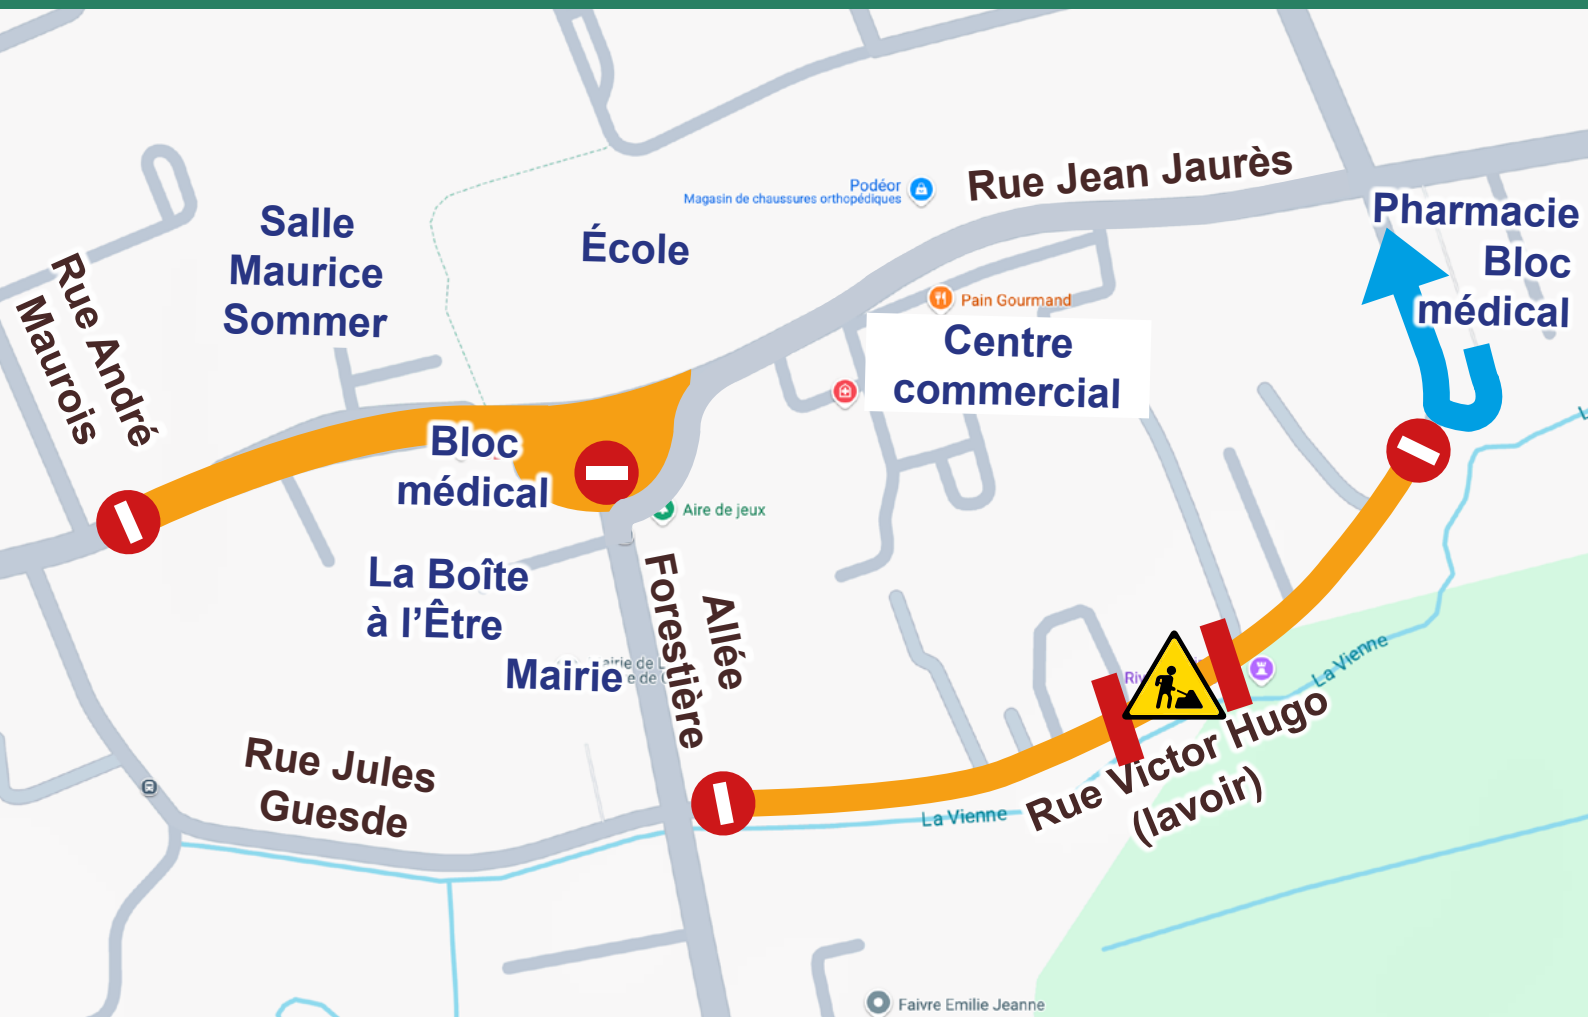 Rue Jean Jaurès
Podéor
Magasin de chaussures orthopédiques
Pharmacie
Bloc
médical
Salle
Maurice
Sommer
École
Rue André
Maurois
Pain Gourmand
Centre
commercial
Bloc
médical
Aire de jeux
La Boîte
à l’Être
Mairie
Allée
Forestière
La Vienne
Rue Jules
Guesde
Rue Victor Hugo
(lavoir)
La Vienne
Faivre Emilie Jeanne